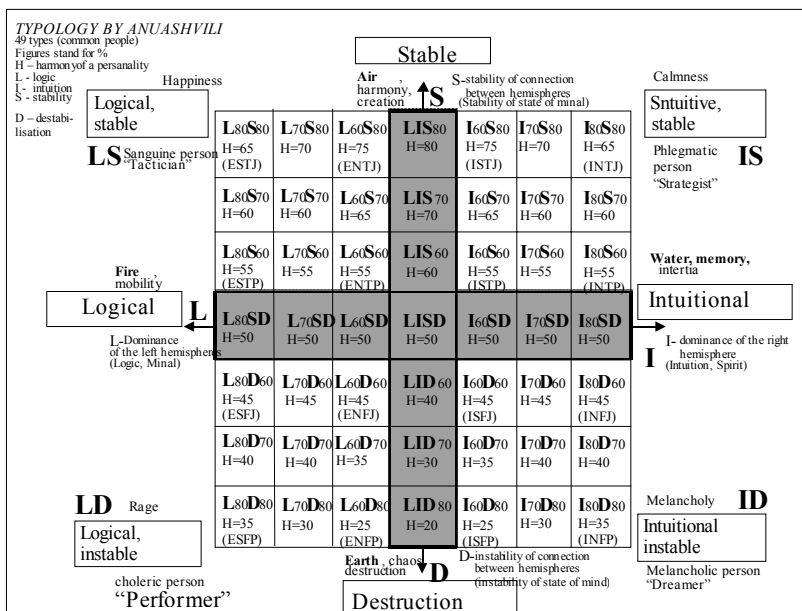 TYPOLOGY BY ANUASHVILI
49 types (common people)
Figures stand for %
H – harmonyof a persanality
L - logic
I - intuition
S - stability
D – destabi-
lisation
Stable
Happiness
Logical,
stable
LS Sanguine person
"Tactician"
Air ,
harmony,
creation
S
S-stability of connection
between hemispheres
(Stability of state of minal)
Calmness
Sntuitive,
stable
Phlegmatic
person
"Strategist"
IS
L80S80 L70S80 L60S80 LIS80 I60S80 I70S80 I80S80
H=65 H=70 H=75 H=80 H=75 H=70 H=65
(ESTJ) (ENTJ) (ISTJ) (INTJ)
L80S70 L70S70 L60S70 LIS70 I60S70 I70S70 I80S70
H=60 H=60 H=65 H=70 H=65 H=60 H=60
L80S60 L70S60 L60S60 LIS60 I60S60 I70S60 I80S60
H=55 H=55 H=55 H=60 H=55 H=55 H=55
(ESTP) (ENTP) (ISTP) (INTP)
Fire ,
mobility
Logical
L
L-Dominance
of the left hemispheris
(Logic, Minal)
Water, memory,
intertia
Intuitional
I
I- dominance of the right
hemisphere
(Intuition, Spirit)
L80SD L70SD L60SD LISD I60SD I70SD I80SD
H=50 H=50 H=50 H=50 H=50 H=50 H=50
L80D60 L70D60 L60D60 LID60 I60D60 I70D60 I80D60
H=45 H=45 H=45 H=40 H=45 H=45 H=45
(ESFJ) (ENFJ) (ISFJ) (INFJ)
L80D70 L70D70 L60D70 LID70 I60D70 I70D70 I80D70
H=40 H=40 H=35 H=30 H=35 H=40 H=40
L80D80 L70D80 L60D80 LID80 I60D80 I70D80 I80D80
H=35 H=30 H=25 H=20 H=25 H=30 H=35
(ESFP) (ENFP) (ISFP) (INFP)
LD Rage
Logical,
instable
choleric person
"Performer"
Earth , chaos
destruction
D
D-instability of connection
between hemispheres
(instability of state of mind)
Destruction
Melancholy
ID
Intuitional
instable
Melancholic person
"Dreamer"